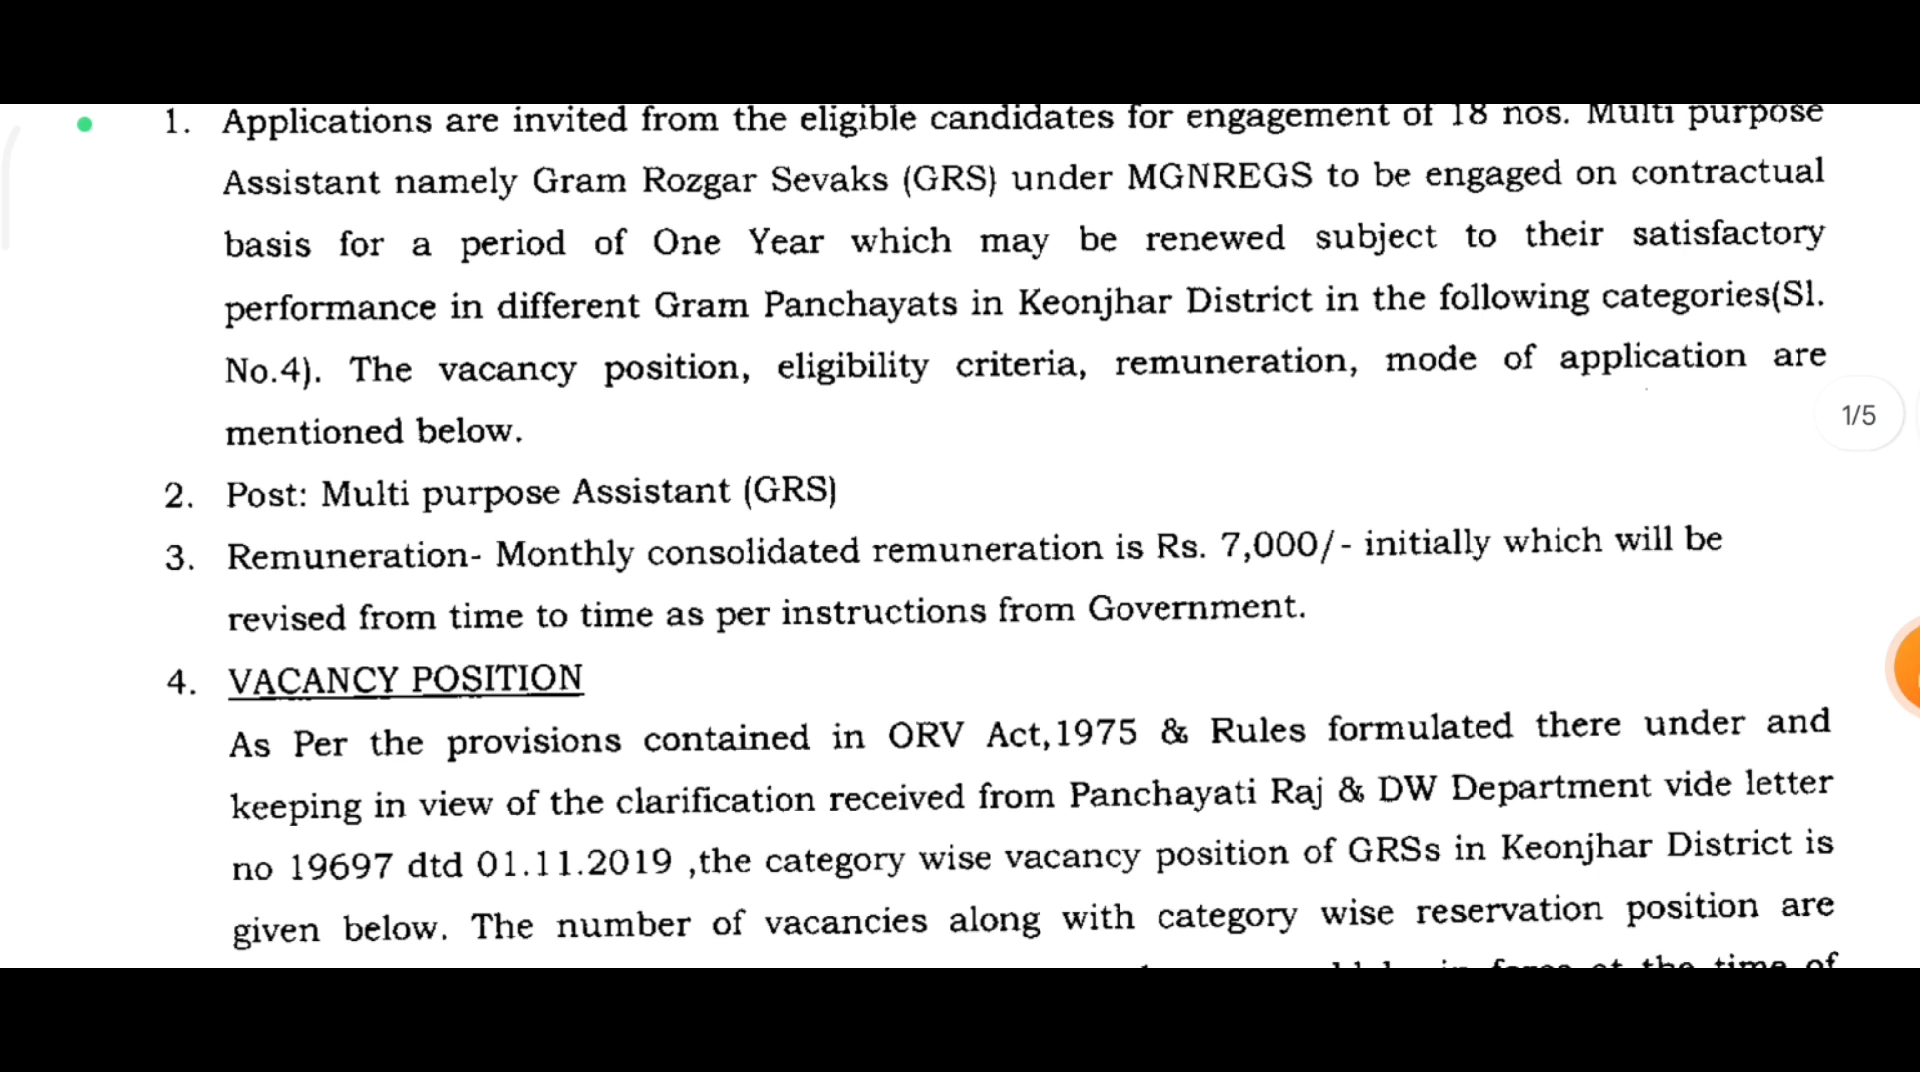 1. Applications are invited from the eligible candidates for engagement of 18 nos. Multi purpose
Assistant namely Gram Rozgar Sevaks (GRS) under MGNREGS to be engaged on contractual
basis for a period of One Year which may be renewed subject to their satisfactory
performance in different Gram Panchayats in Keonjhar District in the following categories(Sl.
No.4). The vacancy position, eligibility criteria, remuneration, mode of application are
mentioned below.
1/5
2. Post: Multi purpose Assistant (GRS)
3. Remuneration- Monthly consolidated remuneration is Rs. 7,000/- initially which will be
revised from time to time as per instructions from Government.
4. VACANCY POSITION
As Per the provisions contained in ORV Act,1975 & Rules formulated there under and
keeping in view of the clarification received from Panchayati Raj & DW Department vide letter
no 19697 dtd 01.11.2019 ,the category wise vacancy position of GRSs in Keonjhar District is
given below. The number of vacancies along with category wise reservation position are
in force at the time of